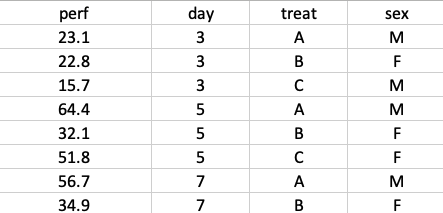 perf day treat sex
23.1 3 A M
22.8 3 B F
15.7 3 C M
64.4 5 A M
32.1 5 B F
51.8 5 C F
56.7 7 A M
34.9 7 B F